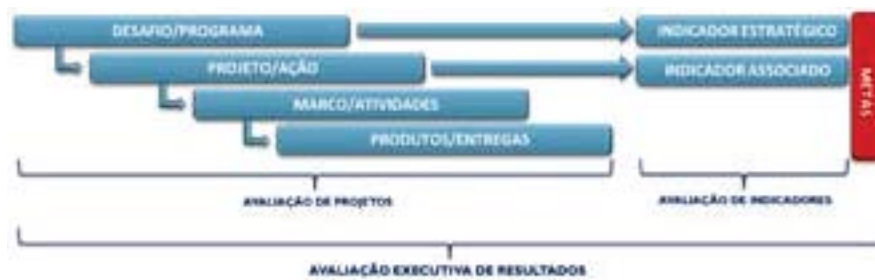 DESAFIO/PROGRAMA
INDICADOR ESTRATÉGICO
PROJETO/AÇÃO
INDICADOR ASSOCIADO
MARCO/ATIVIDADES
PRODUTOS/ENTREGAS
METAS
AVALIAÇÃO DE PROJETOS
AVALIAÇÃO DE INDICADORES
AVALIAÇÃO EXECUTIVA DE RESULTADOS